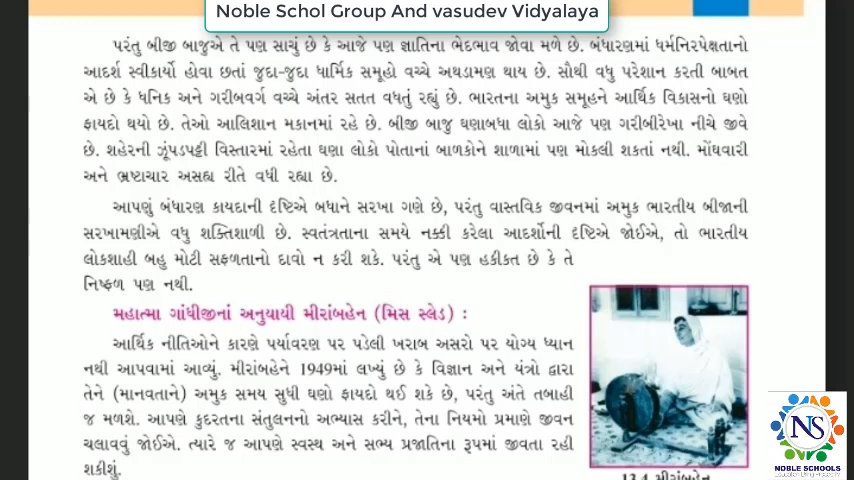 Noble Schol Group And vasudev Vidyalaya
પરંતુ બીજી બાજુએ તે પણ સાચું છે કે આજે પણ જ્ઞાતિના ભેદભાવ જોવા મળે છે. બંધારણમાં ધર્મનિરપેક્ષતાનો
આદર્શ સ્વીકાર્યો હોવા છતાં જુદા-જુદા ધાર્મિક સમૂહો વચ્ચે અથડામણ થાય છે. સૌથી વધુ પરેશાન કરતી બાબત
એ છે કે ધનિક અને ગરીબવર્ગ વચ્ચે અંતર સતત વધતું રહ્યું છે. ભારતના અમુક સમૂહને આર્થિક વિકાસનો ઘણો
ફાયદો થયો છે. તેઓ આલિશાન મકાનમાં રહે છે. બીજી બાજુ ઘણાબધા લોકો આજે પણ ગરીબીરેખા નીચે જીવે
છે. શહેરની ઝૂંપડપટ્ટી વિસ્તારમાં રહેતા ઘણા લોકો પોતાનાં બાળકોને શાળામાં પણ મોકલી શકતાં નથી. મોંઘવારી
અને ભ્રષ્ટાચાર અસહ્ય રીતે વધી રહ્યા છે.
આપણું બંધારણ કાયદાની દૃષ્ટિએ બધાને સરખા ગણે છે, પરંતુ વાસ્તવિક જીવનમાં અમુક ભારતીય બીજાની
સરખામણીએ વધુ શક્તિશાળી છે. સ્વતંત્રતાના સમયે નક્કી કરેલા આદર્શોની દૃષ્ટિએ જોઈએ, તો ભારતીય
લોકશાહી બહુ મોટી સફળતાનો દાવો ન કરી શકે. પરંતુ એ પણ હકીકત છે કે તે
નિષ્ફળ પણ નથી.
મહાત્મા ગાંધીજીનાં અનુયાયી મીરાંબહેન (મિસ સ્લેડ) :
આર્થિક નીતિઓને કારણે પર્યાવરણ પર પડેલી ખરાબ અસરો પર યોગ્ય ધ્યાન
નથી આપવામાં આવ્યું. મીરાંબહેને 1949માં લખ્યું છે કે વિજ્ઞાન અને યંત્રો દ્વારા
તેને (માનવતાને) અમુક સમય સુધી ઘણો ફાયદો થઈ શકે છે, પરંતુ અંતે તબાહી
જ મળશે. આપણે કુદરતના સંતુલનનો અભ્યાસ કરીને, તેના નિયમો પ્રમાણે જીવન
ચલાવવું જોઈએ. ત્યારે જ આપણે સ્વસ્થ અને સભ્ય પ્રજાતિના રૂપમાં જીવતા રહી
શકીશું.
13.4 મીરાંબહેન
NS
NOBLE SCHOOLS